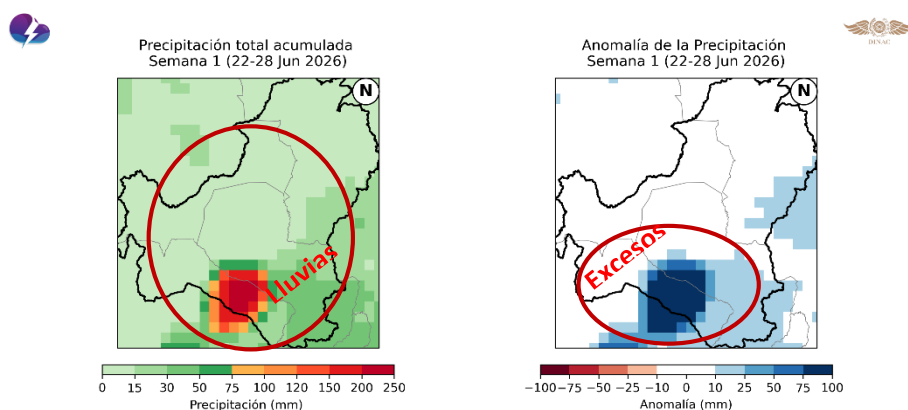 Precipitación total acumulada
Semana 1 (22-28 Jun 2026)
N
Lluvias
0 15 30 50 75 100 120 150 200 250
Precipitación (mm)
DINAC
Anomalía de la Precipitación
Semana 1 (22-28 Jun 2026)
N
Excesos
−100 −75 −50 −25 −10 0 10 25 50 75 100
Anomalía (mm)